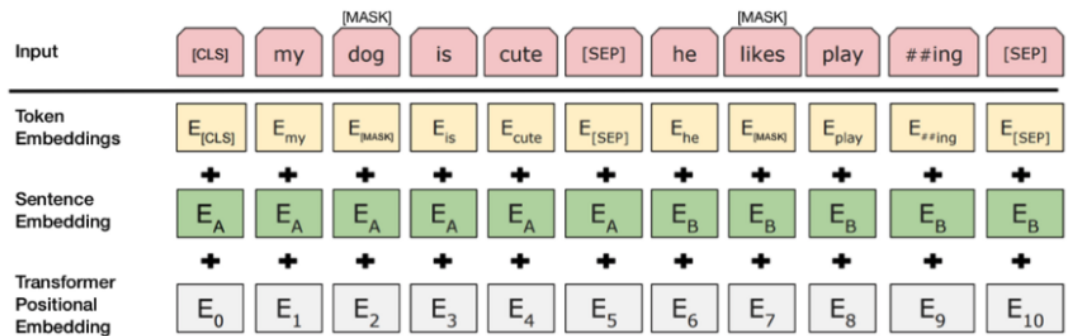 [MASK] [MASK]
Input [CLS] my dog is cute [SEP] he likes play ##ing [SEP]
Token
Embeddings
E[CLS] Emy E[MASK] Eis Ecute E[SEP] Ehe E[MASK] Eplay E##ing E[SEP]
+ + + + + + + + + + +
Sentence
Embedding
EA EA EA EA EA EA EB EB EB EB EB
+ + + + + + + + + + +
Transformer
Positional
Embedding
E0 E1 E2 E3 E4 E5 E6 E7 E8 E9 E10